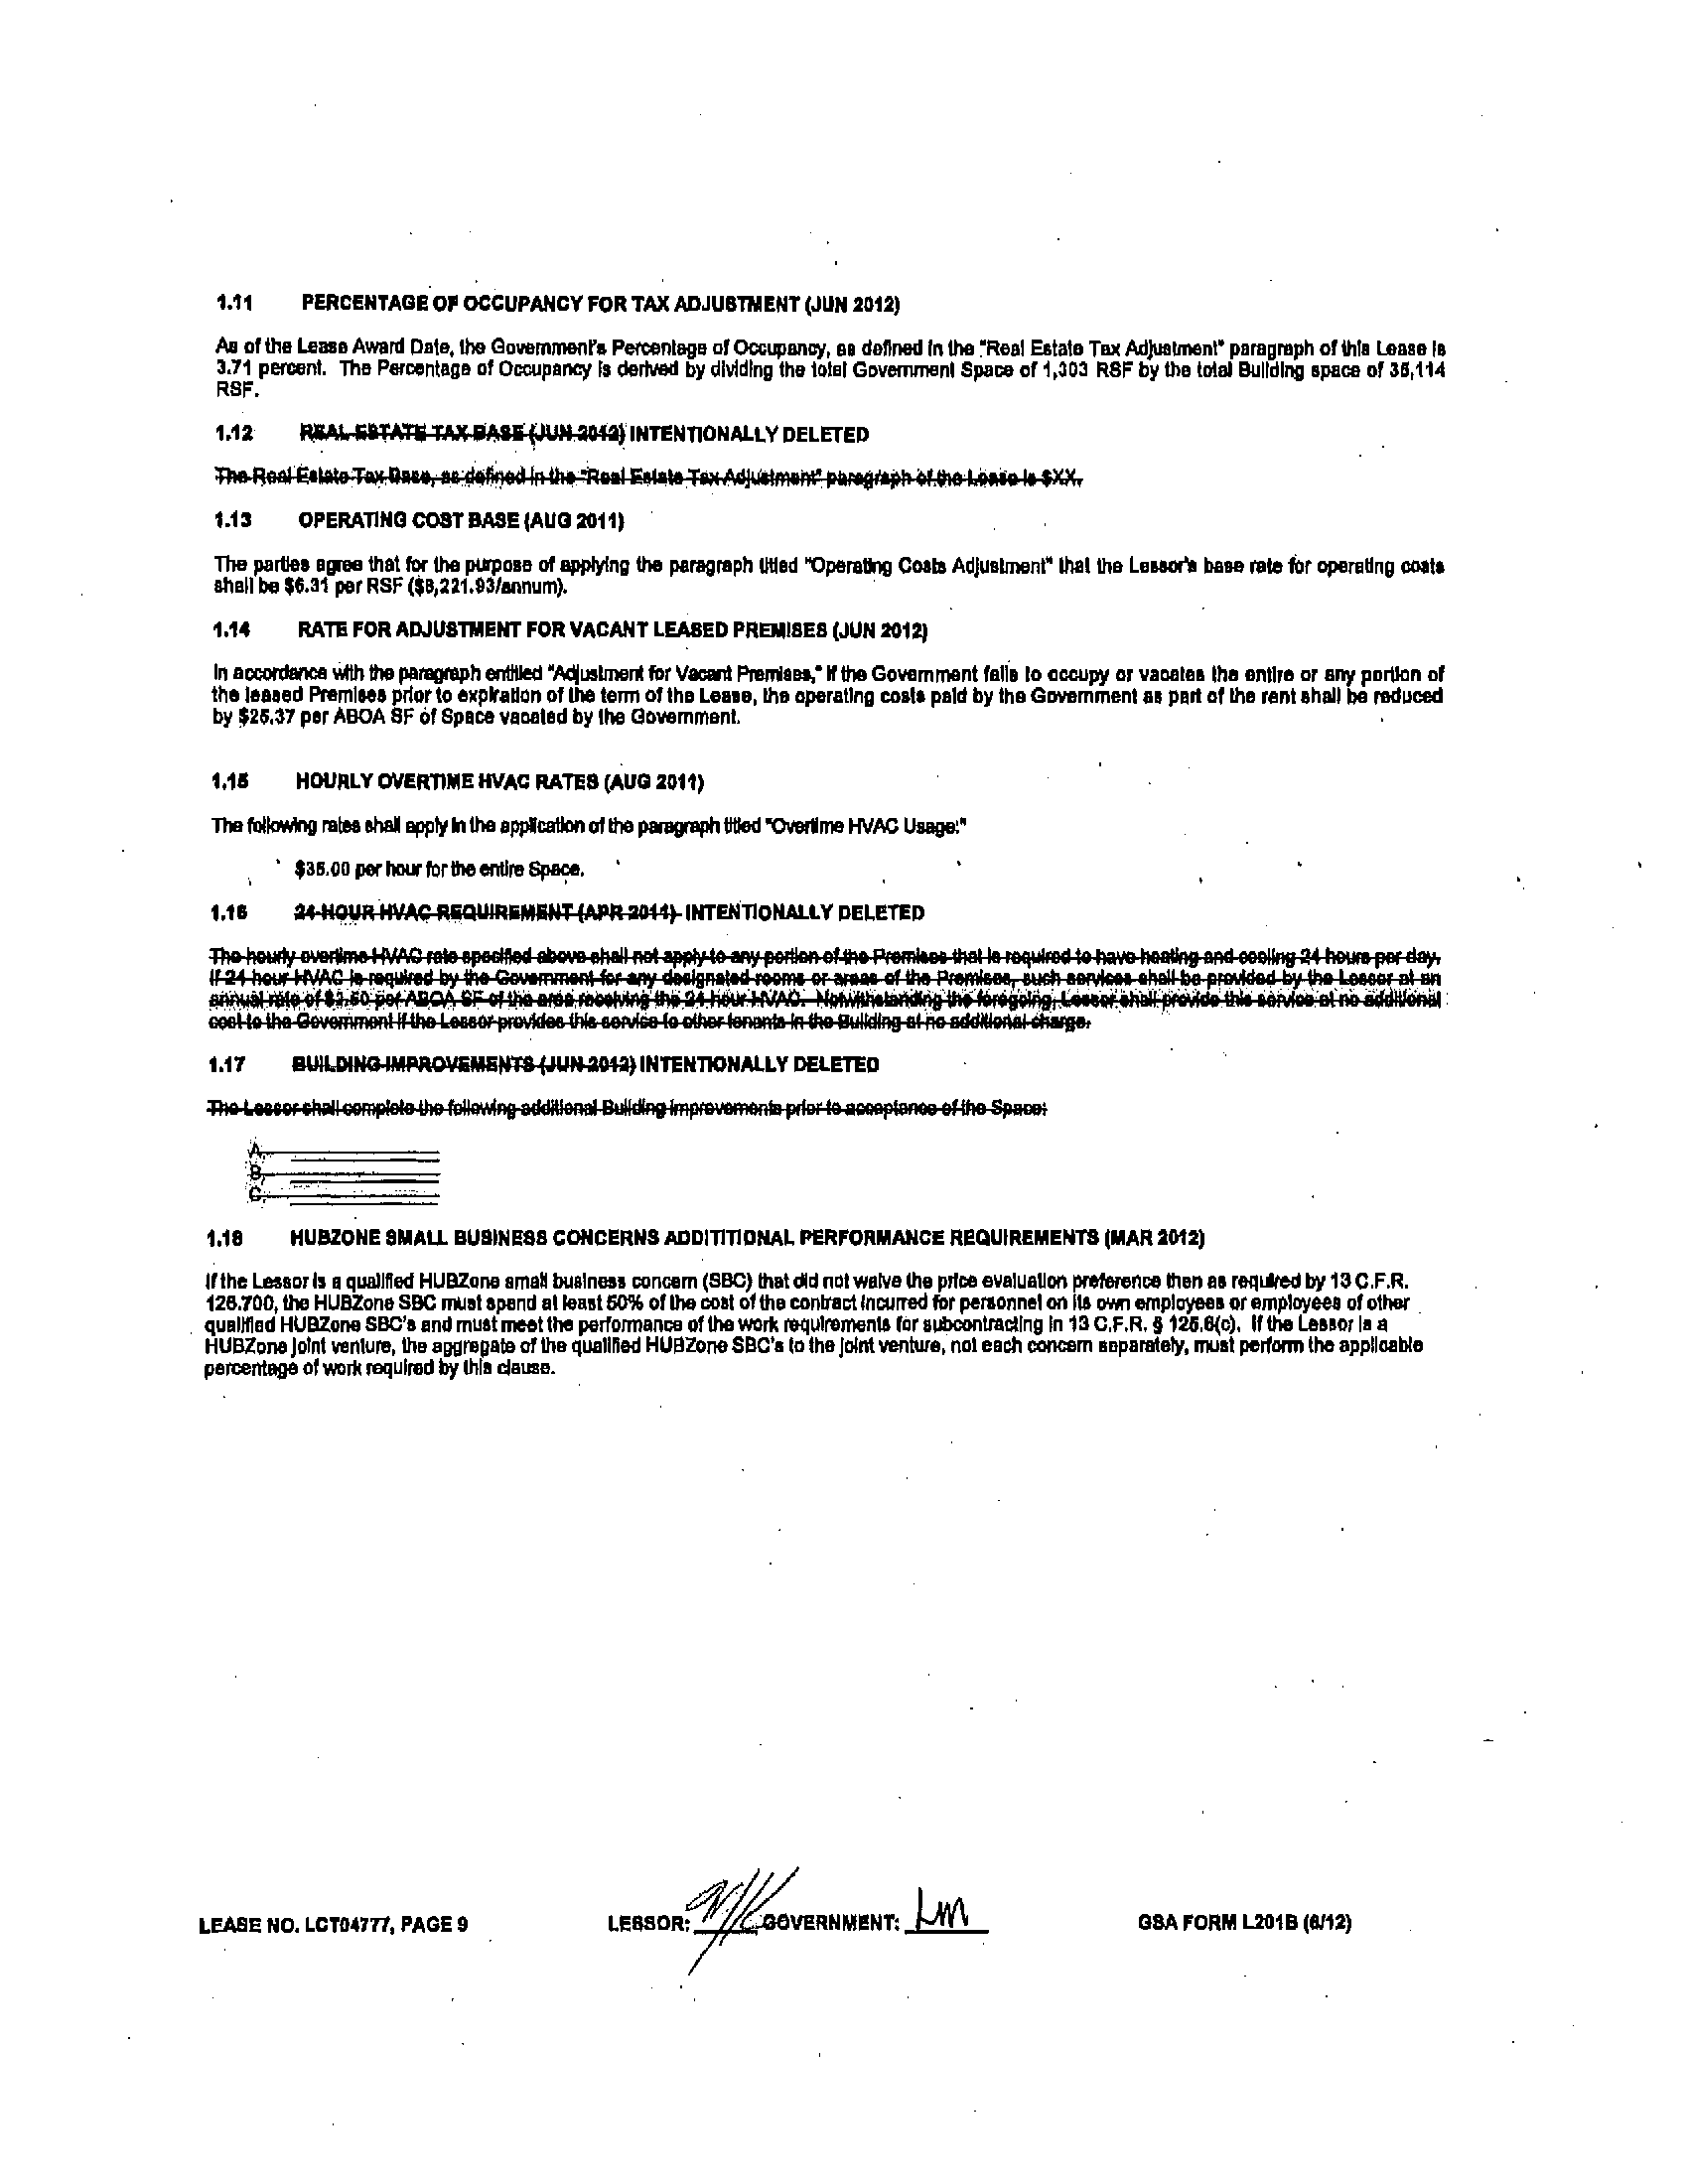 1.11 PERCENTAGE OF OCCUPANCY FOR TAX ADJUSTMENT (JUN 2012)
As of the Lease Award Date, the Government's Percentage of Occupancy, as defined in the "Real Estate Tax Adjustment" paragraph of this Lease is
3.71 percent. The Percentage of Occupancy is derived by dividing the total Government Space of 1,303 RSF by the total Building space of 35,114
RSF.
1.12 REAL ESTATE TAX BASE (JUN 2012) INTENTIONALLY DELETED
The Real Estate Tax Base, as defined in the "Real Estate Tax Adjustment" paragraph of the Lease is $XX.
1.13 OPERATING COST BASE (AUG 2011)
The parties agree that for the purpose of applying the paragraph titled "Operating Costs Adjustment" that the Lessor's base rate for operating costs
shall be $6.31 per RSF ($8,221.93/annum).
1.14 RATE FOR ADJUSTMENT FOR VACANT LEASED PREMISES (JUN 2012)
In accordance with the paragraph entitled "Adjustment for Vacant Premises," if the Government fails to occupy or vacates the entire or any portion of
the leased Premises prior to expiration of the term of the Lease, the operating costs paid by the Government as part of the rent shall be reduced
by $25.37 per ABOA SF of Space vacated by the Government.
1.15 HOURLY OVERTIME HVAC RATES (AUG 2011)
The following rates shall apply in the application of the paragraph titled "Overtime HVAC Usage:"
$35.00 per hour for the entire Space.
1.16 24-HOUR HVAC REQUIREMENT (APR 2011) INTENTIONALLY DELETED
The hourly overtime HVAC rate specified above shall not apply to any portion of the Premises that is required to have heating and cooling 24 hours per day.
If 24 hour HVAC is required by the Government for any designated rooms or areas of the Premises, such services shall be provided by the Lessor at an
annual rate of per ABOA SF of the area receiving the 24 hour HVAC. Notwithstanding the foregoing, Lessor shall provide this service at no additional
cost to the Government if the Lessor provides this service to other tenants in the Building at no additional charge.
1.17 BUILDING IMPROVEMENTS (JUN 2012) INTENTIONALLY DELETED
The Lessor shall complete the following additional Building improvements prior to acceptance of the Space:
A.
B.
C.
1.18 HUBZONE SMALL BUSINESS CONCERNS ADDITITIONAL PERFORMANCE REQUIREMENTS (MAR 2012)
If the Lessor is a qualified HUBZone small business concern (SBC) that did not waive the price evaluation preference then as required by 13 C.F.R.
126.700, the HUBZone SBC must spend at least 50% of the cost of the contract incurred for personnel on its own employees or employees of other
qualified HUBZone SBC's and must meet the performance of the work requirements for subcontracting in 13 C.F.R. § 125.6(c). If the Lessor is a
HUBZone joint venture, the aggregate of the qualified HUBZone SBC's to the joint venture, not each concern separately, must perform the applicable
percentage of work required by this clause.
LEASE NO. LCT04777, PAGE 9 LESSOR: GOVERNMENT: LM GSA FORM L201B (6/12)